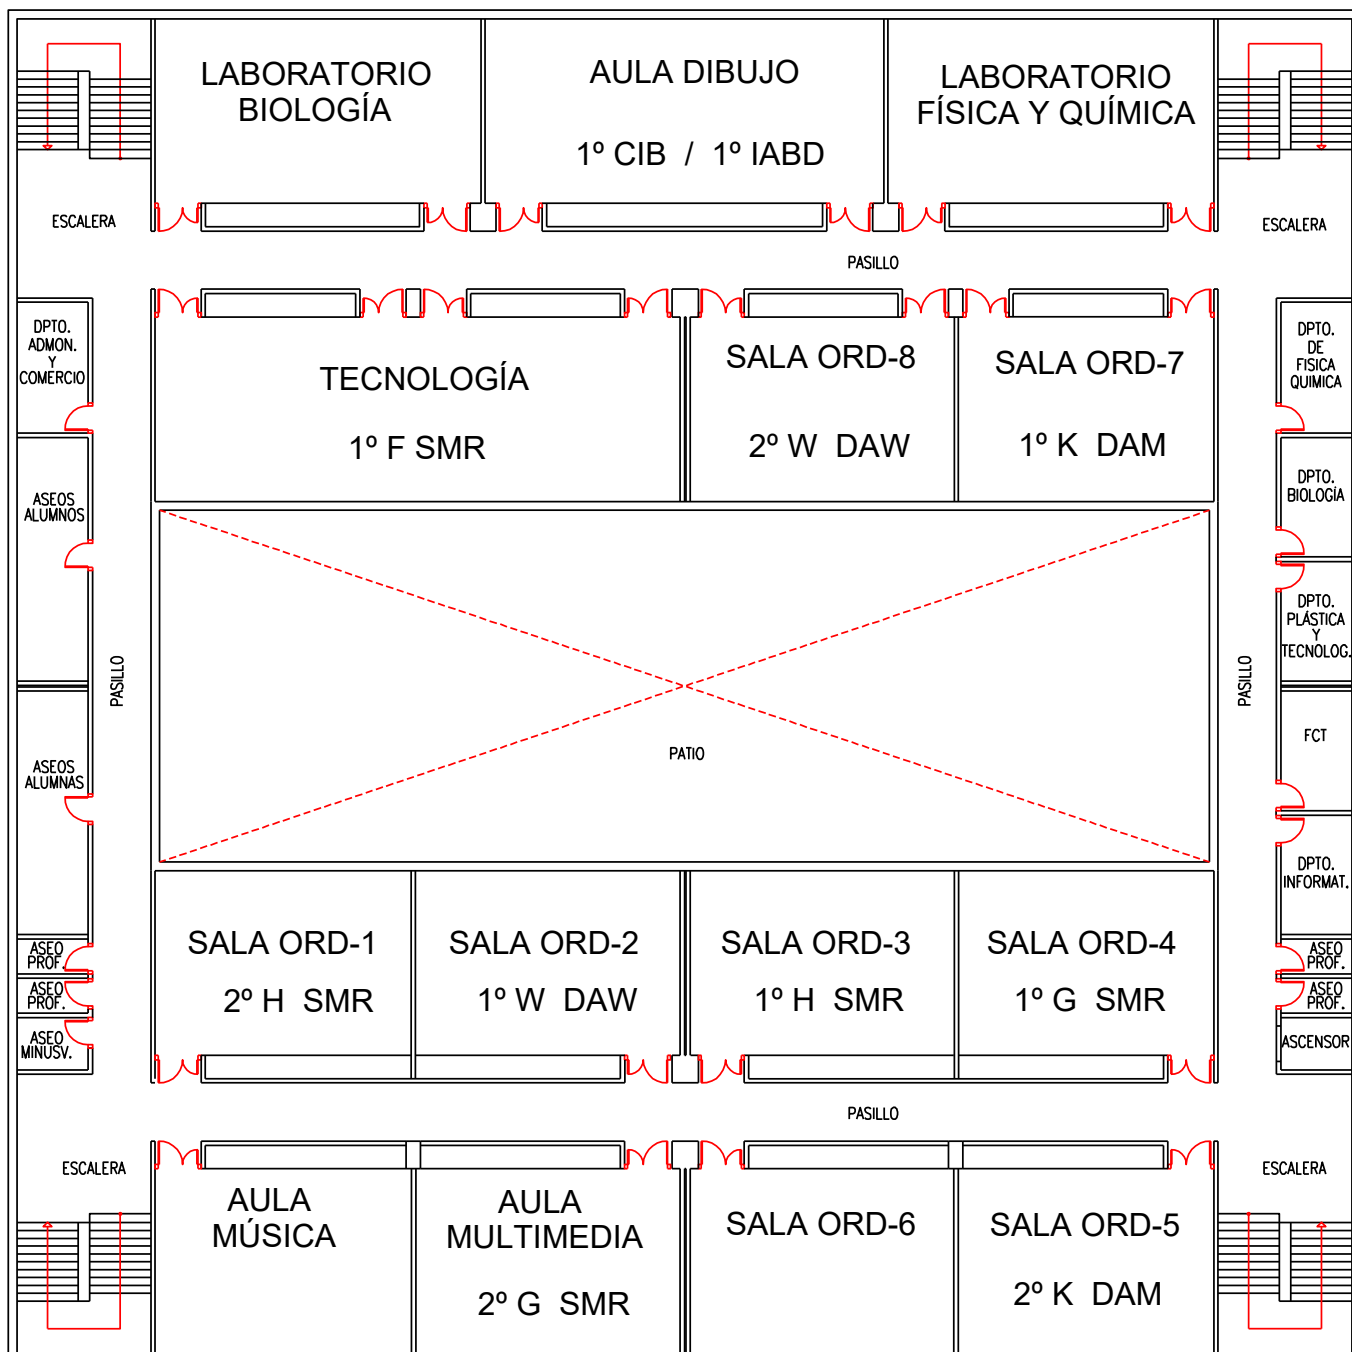 LABORATORIO
BIOLOGÍA
AULA DIBUJO
1º CIB / 1º IABD
LABORATORIO
FÍSICA Y QUÍMICA
ESCALERA
ESCALERA
PASILLO
DPTO.
ADMON.
Y
COMERCIO
TECNOLOGÍA
1º F SMR
SALA ORD-8
2º W DAW
SALA ORD-7
1º K DAM
DPTO.
DE
FISICA
QUIMICA
ASEOS
ALUMNOS
DPTO.
BIOLOGÍA
DPTO.
PLÁSTICA
Y
TECNOLOG.
PASILLO
PASILLO
PATIO
FCT
ASEOS
ALUMNAS
DPTO.
INFORMAT.
SALA ORD-1
2º H SMR
SALA ORD-2
1º W DAW
SALA ORD-3
1º H SMR
SALA ORD-4
1º G SMR
ASEO
PROF.
ASEO
PROF.
ASEO
MINUSV.
ASEO
PROF.
ASEO
PROF.
ASCENSOR
PASILLO
ESCALERA
ESCALERA
AULA
MÚSICA
AULA
MULTIMEDIA
2º G SMR
SALA ORD-6
SALA ORD-5
2º K DAM